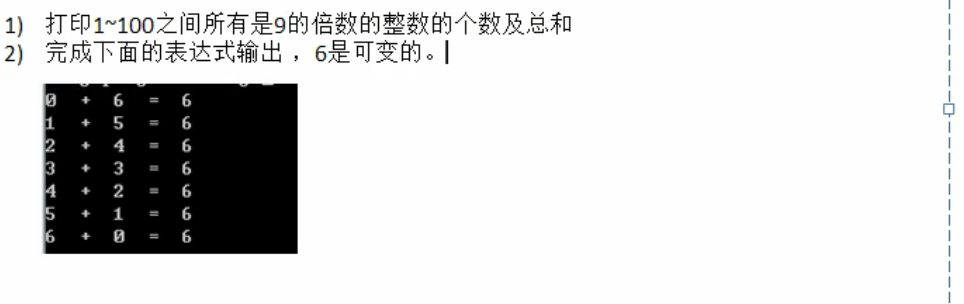 1) 打印1~100之间所有是9的倍数的整数的个数及总和
2) 完成下面的表达式输出 ，6是可变的。
0 + 6 = 6
1 + 5 = 6
2 + 4 = 6
3 + 3 = 6
4 + 2 = 6
5 + 1 = 6
6 + 0 = 6